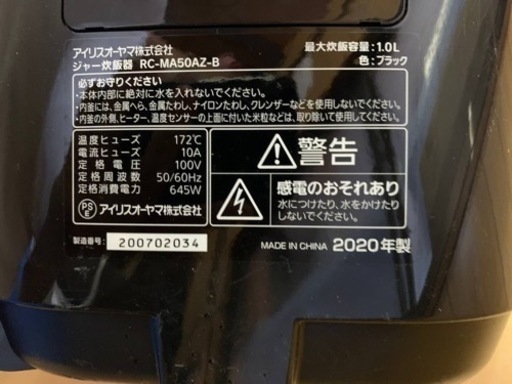 アイリスオーヤマ株式会社
ジャー炊飯器 RC-MA50AZ-B
最大炊飯容量：1.0L
色：ブラック
必ずお守りください
・本体内部に絶対に水を入れないでください。
・内釜には、金属へら、金属たわし、ナイロンたわし、クレンザーなどを使用しないでください。
・内釜の外側、ヒーター、温度センサーの上面に付いた米粒などは、取り除いてください。
温度ヒューズ 172℃
電流ヒューズ 10A
定格電圧 100V
定格周波数 50/60Hz
定格消費電力 645W
PSE アイリスオーヤマ株式会社
製造番号： 200702034
警告
感電のおそれあり
水につけたり、水をかけたり
しないでください。
MADE IN CHINA 2020年製